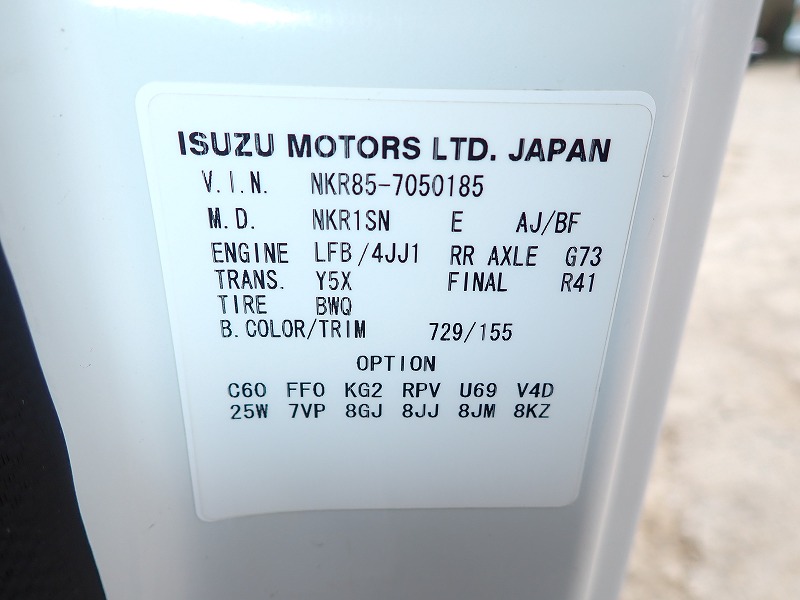 ISUZU MOTORS LTD. JAPAN
V.I.N. NKR85-7050185
M.D. NKR1SN E AJ/BF
ENGINE LFB/4JJ1 RR AXLE G73
TRANS. Y5X FINAL R41
TIRE BWQ
B.COLOR/TRIM 729/155
OPTION
C60 FF0 KG2 RPV U69 V4D
25W 7VP 8GJ 8JJ 8JM 8KZ